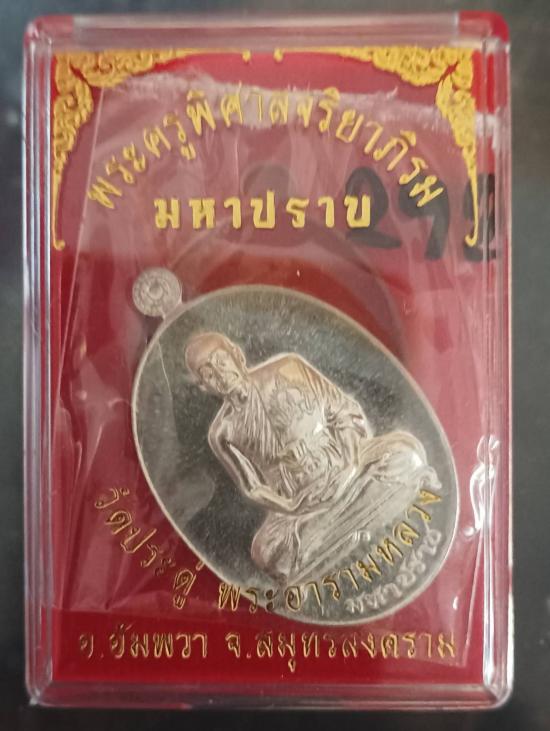 พระครูพิศาลจริยาภิรม
มหาปราบ
298
มหาปราบ
วัดประดู่ พระอารามหลวง
อ.อัมพวา จ.สมุทรสงคราม